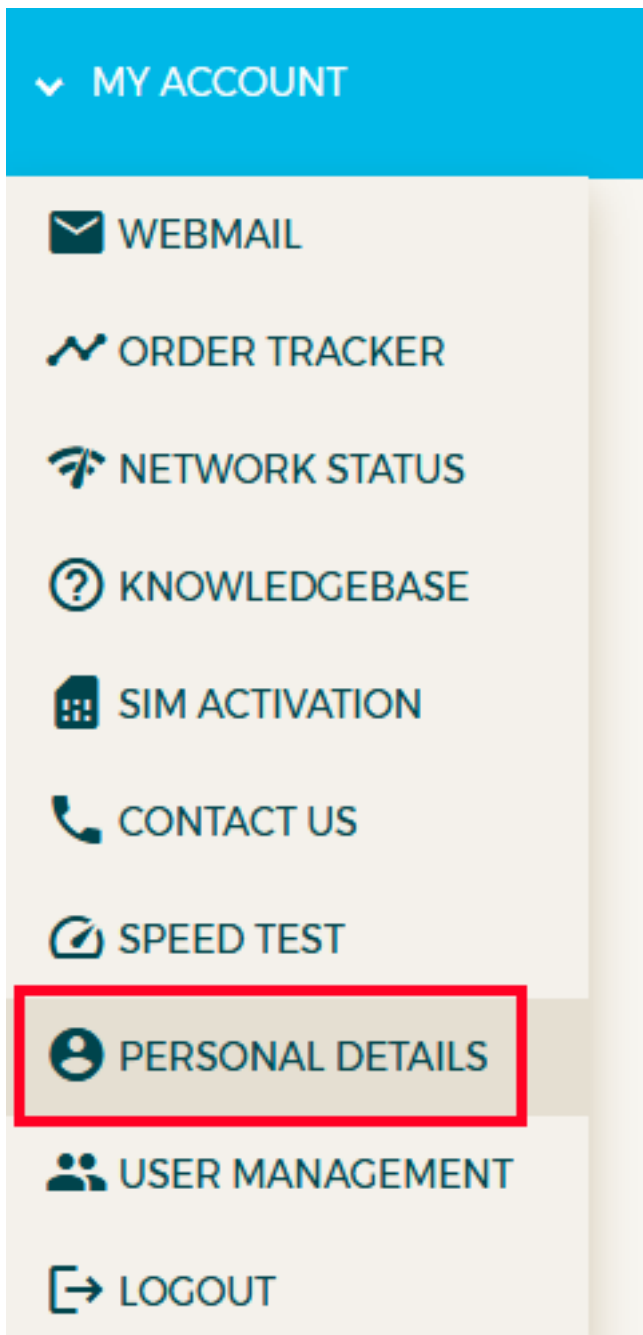 MY ACCOUNT
WEBMAIL
ORDER TRACKER
NETWORK STATUS
KNOWLEDGEBASE
SIM ACTIVATION
CONTACT US
SPEED TEST
PERSONAL DETAILS
USER MANAGEMENT
LOGOUT